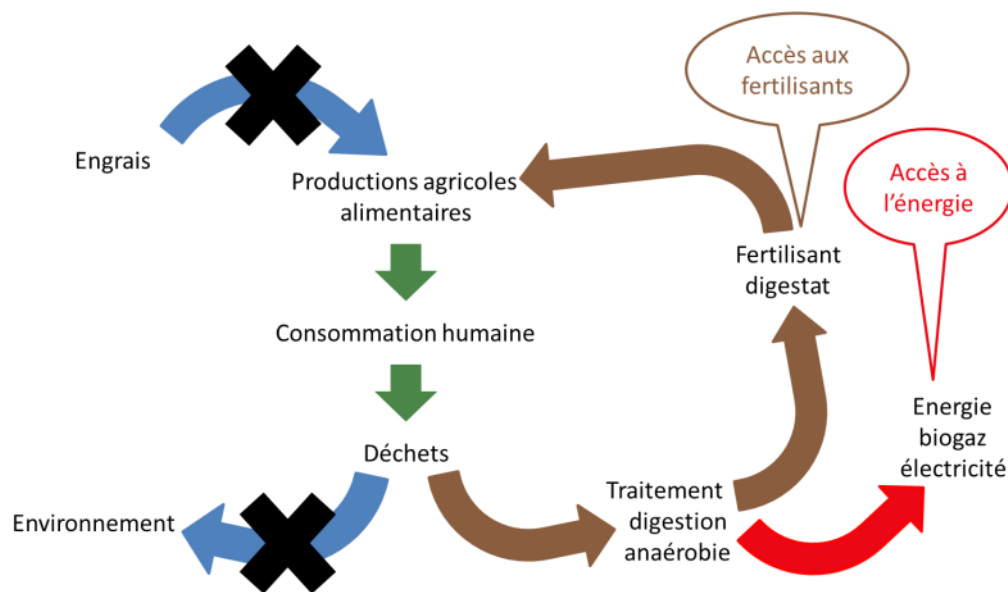 Accès aux
fertilisants
Engrais
Productions agricoles
alimentaires
Accès à
l'énergie
Fertilisant
digestat
Consommation humaine
Déchets
Energie
biogaz
électricité
Environnement
Traitement
digestion
anaérobie